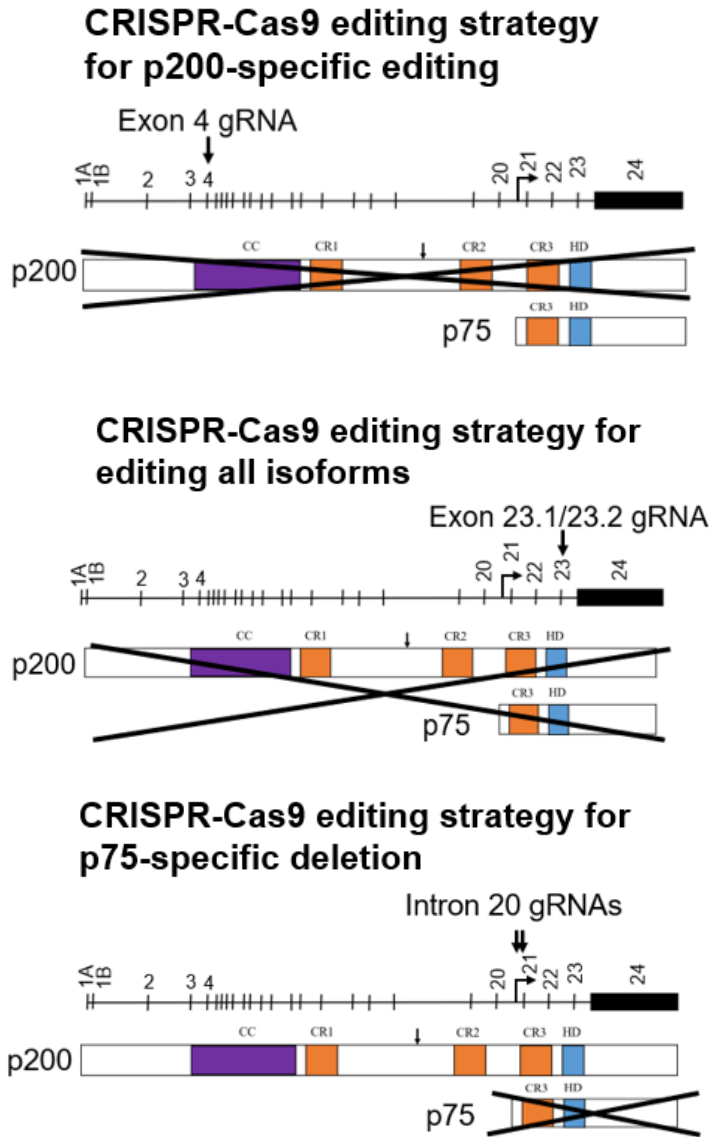 CRISPR-Cas9 editing strategy
for p200-specific editing
Exon 4 gRNA
1A 1B 2 3 4 20 21 22 23 24
CC CR1 CR2 CR3 HD
p200
CR3 HD
p75
CRISPR-Cas9 editing strategy for
editing all isoforms
Exon 23.1/23.2 gRNA
1A 1B 2 3 4 20 21 22 23 24
CC CR1 CR2 CR3 HD
p200
CR3 HD
p75
CRISPR-Cas9 editing strategy for
p75-specific deletion
Intron 20 gRNAs
1A 1B 2 3 4 20 21 22 23 24
CC CR1 CR2 CR3 HD
p200
CR3 HD
p75